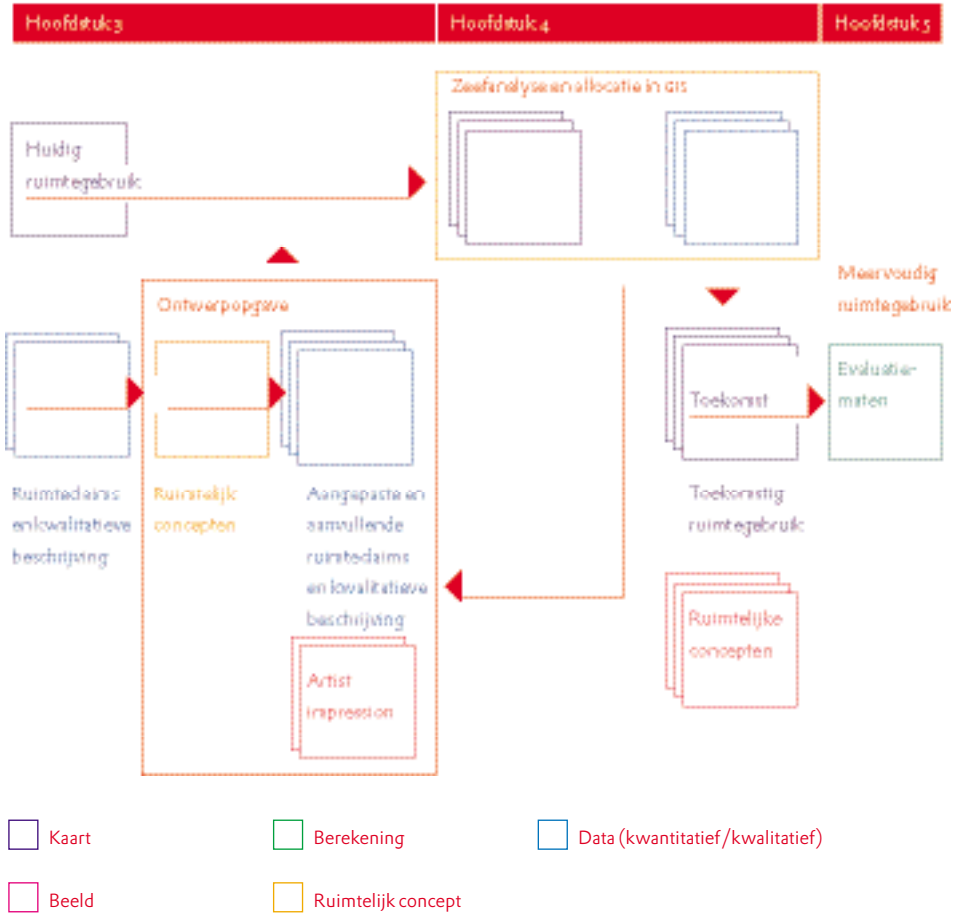 Hoofdstuk 3
Hoofdstuk 4
Hoofdstuk 5
Zeefanalyse en allocatie in GIS
Huidig
ruimtegebruik
Meervoudig
ruimtegebruik
Ontwerpopgave
Toekomst
Evaluatie-
maten
Ruimteclaims
en kwalitatieve
beschrijving
Ruimtelijk
concepten
Aangepaste en
aanvullende
ruimteclaims
en kwalitatieve
beschrijving
Toekomstig
ruimtegebruik
Artist
impression
Ruimtelijke
concepten
Kaart
Berekening
Data (kwantitatief/kwalitatief)
Beeld
Ruimtelijk concept